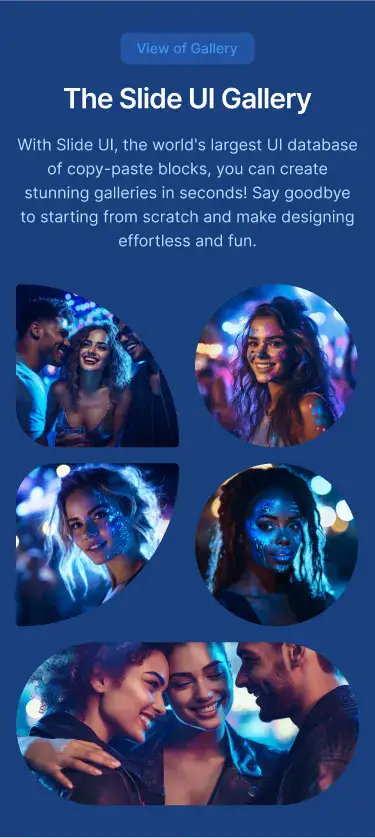 View of Gallery
The Slide UI Gallery
With Slide UI, the world's largest UI database
of copy-paste blocks, you can create
stunning galleries in seconds! Say goodbye
to starting from scratch and make designing
effortless and fun.